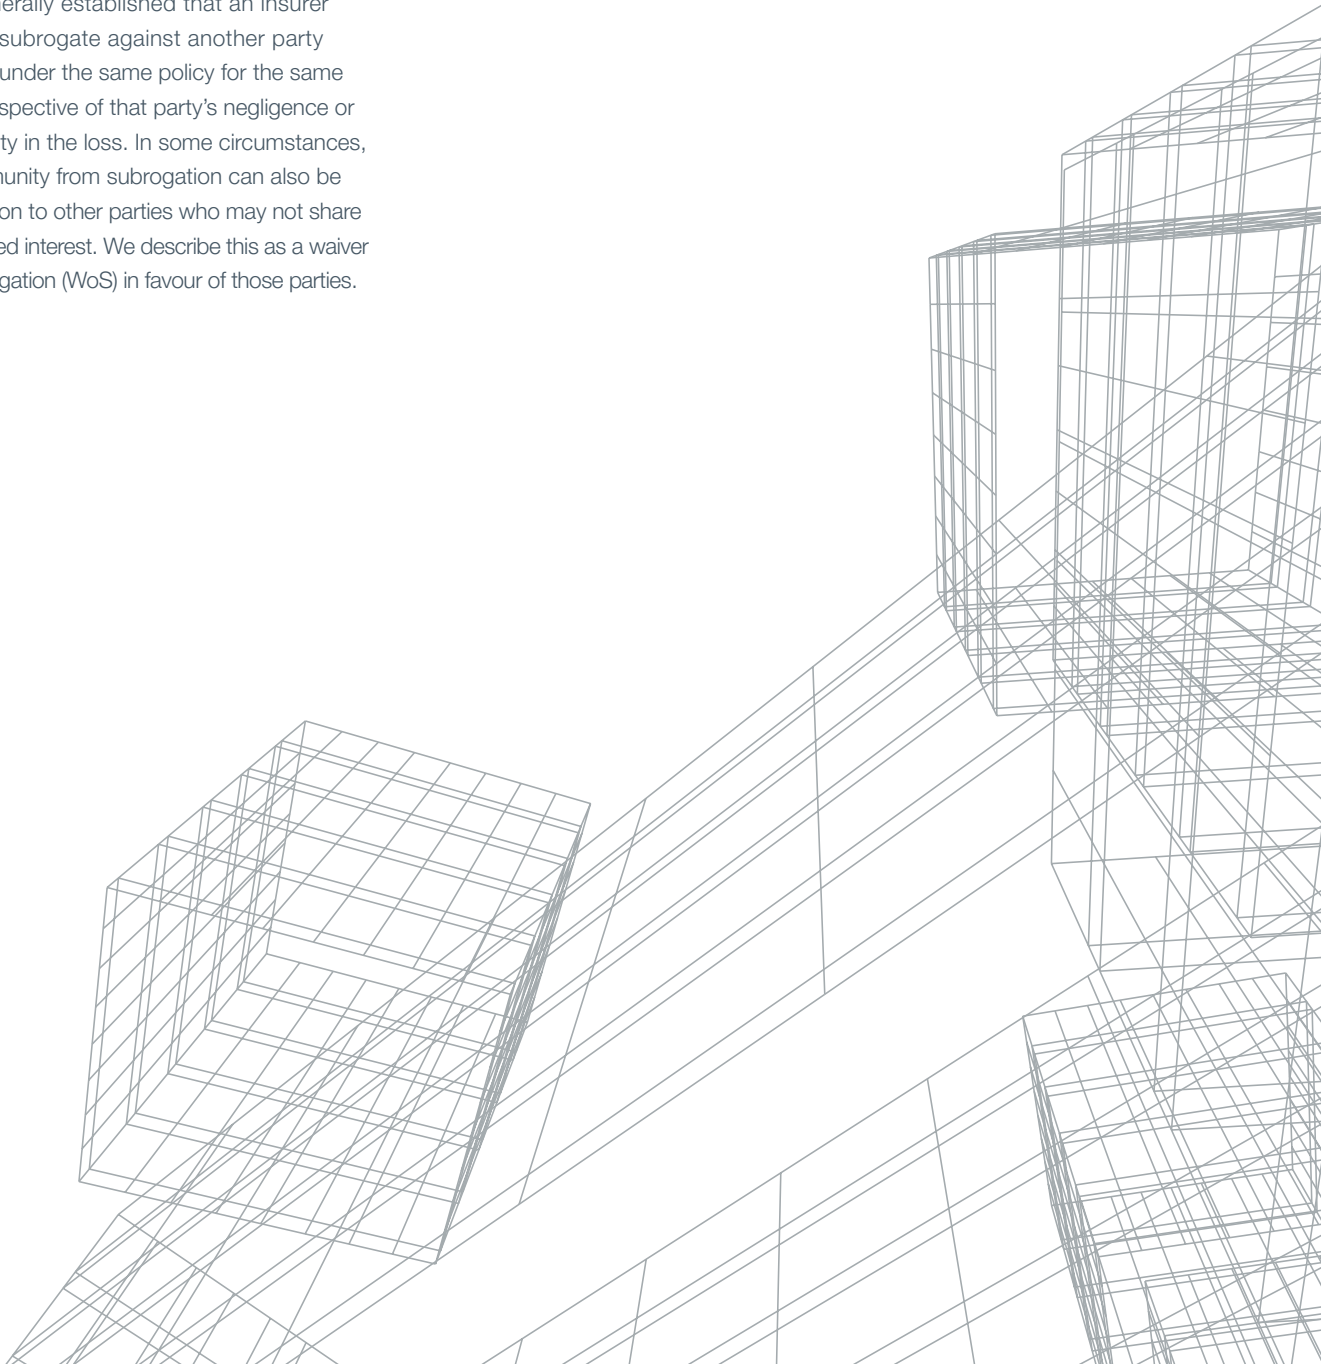 nerally established that an insurer
subrogate against another party
under the same policy for the same
spective of that party’s negligence or
ty in the loss. In some circumstances,
unity from subrogation can also be
on to other parties who may not share
ed interest. We describe this as a waiver
gation (WoS) in favour of those parties.